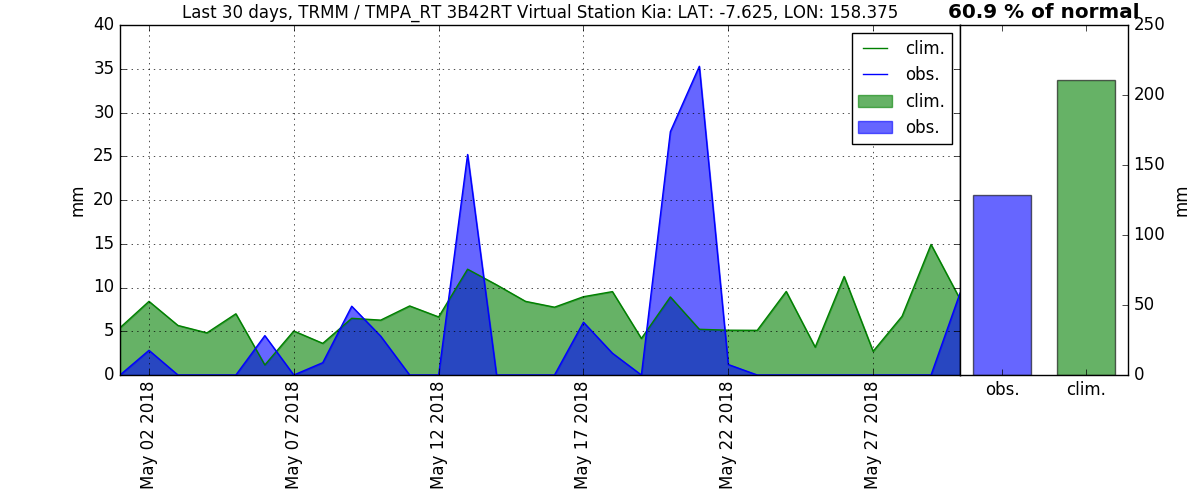 Last 30 days, TRMM / TMPA_RT 3B42RT Virtual Station Kia: LAT: -7.625, LON: 158.375
60.9 % of normal
40
35
30
25
20
15
10
5
0
mm
clim.
obs.
clim.
obs.
May 02 2018
May 07 2018
May 12 2018
May 17 2018
May 22 2018
May 27 2018
250
200
150
100
50
0
mm
obs.
clim.